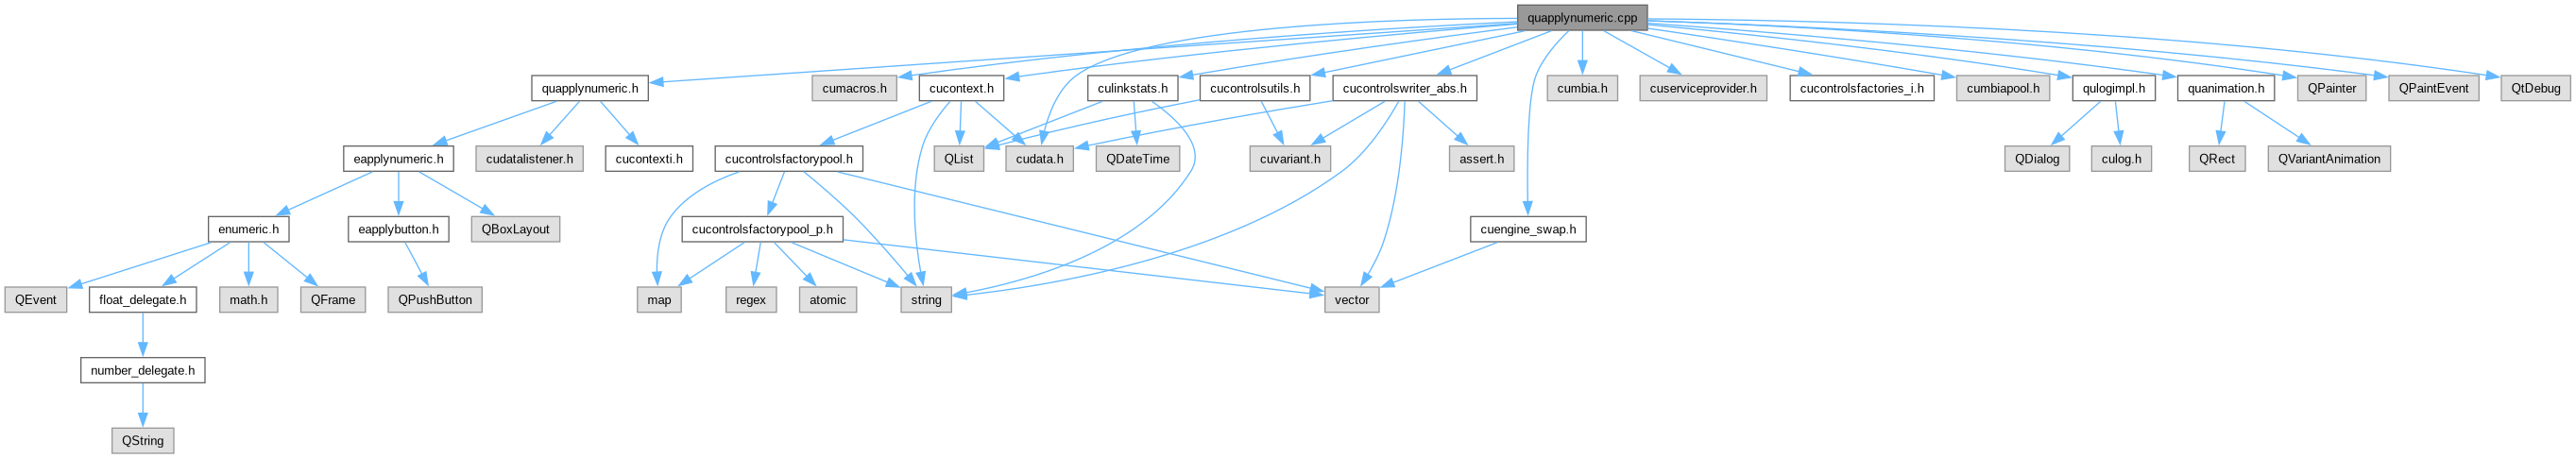 quapplynumeric.cpp
quapplynumeric.h
cumacros.h
cucontext.h
culinkstats.h
cucontrolsutils.h
cucontrolswriter_abs.h
cumbia.h
cuserviceprovider.h
cucontrolsfactories_i.h
cumbiapool.h
qulogimpl.h
quanimation.h
QPainter
QPaintEvent
QtDebug
eapplynumeric.h
cudatalistener.h
cucontexti.h
cucontrolsfactorypool.h
QList
cudata.h
QDateTime
cuvariant.h
assert.h
QDialog
culog.h
QRect
QVariantAnimation
enumeric.h
eapplybutton.h
QBoxLayout
cucontrolsfactorypool_p.h
cuengine_swap.h
QEvent
float_delegate.h
math.h
QFrame
QPushButton
map
regex
atomic
string
vector
number_delegate.h
QString